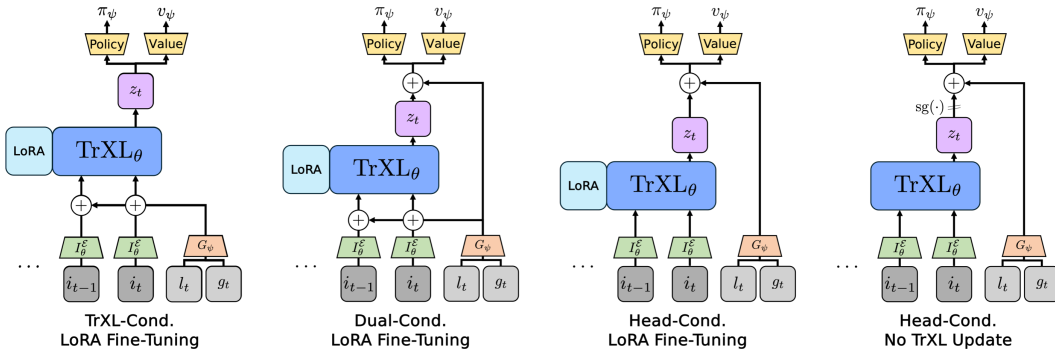 π_ψ v_ψ
Policy Value
z_t
LoRA TrXL_θ
+ +
I_θ^ℰ I_θ^ℰ G_ψ
... i_{t-1} i_t l_t g_t
TrXL-Cond.
LoRA Fine-Tuning
π_ψ v_ψ
Policy Value
+
z_t
LoRA TrXL_θ
+ +
I_θ^ℰ I_θ^ℰ G_ψ
... i_{t-1} i_t l_t g_t
Dual-Cond.
LoRA Fine-Tuning
π_ψ v_ψ
Policy Value
+
z_t
LoRA TrXL_θ
I_θ^ℰ I_θ^ℰ G_ψ
... i_{t-1} i_t l_t g_t
Head-Cond.
LoRA Fine-Tuning
π_ψ v_ψ
Policy Value
+
sg(·)
z_t
TrXL_θ
I_θ^ℰ I_θ^ℰ G_ψ
... i_{t-1} i_t l_t g_t
Head-Cond.
No TrXL Update